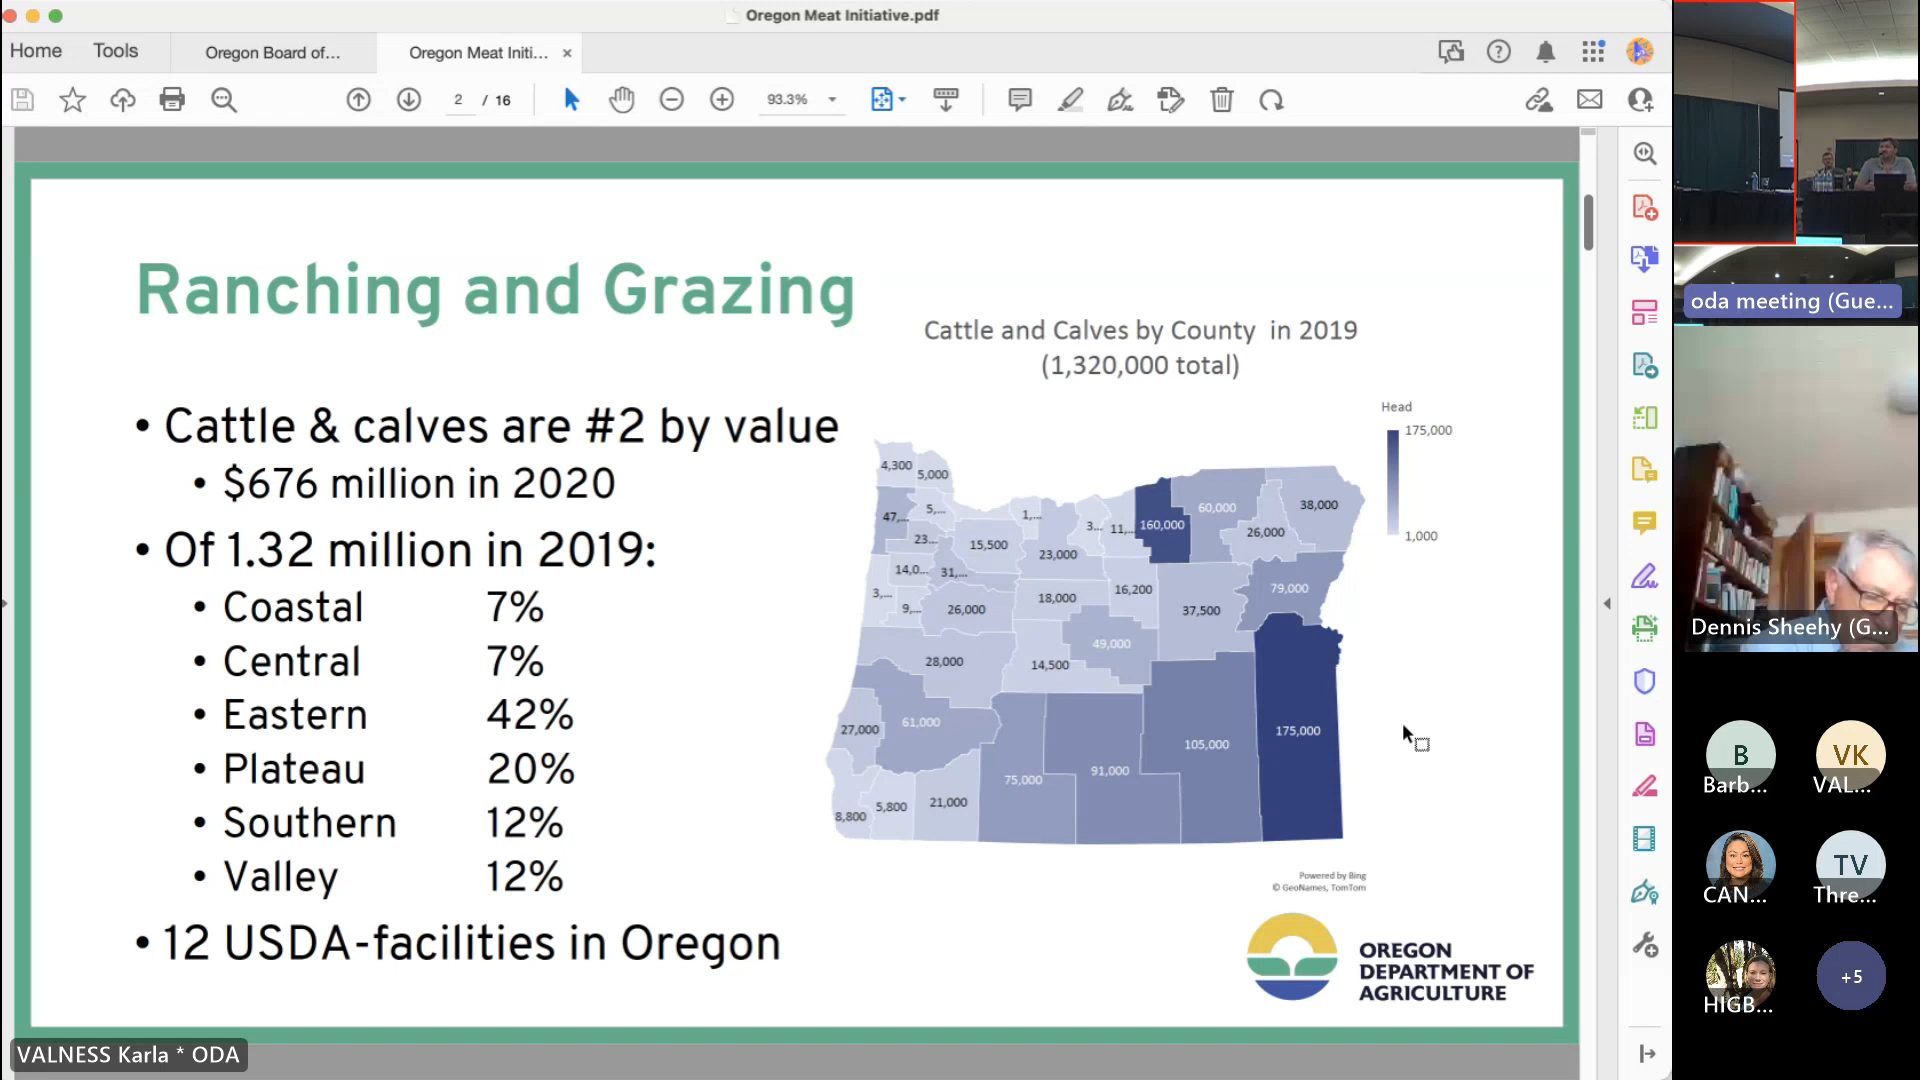 Oregon Meat Initiative.pdf
Home
Tools
Oregon Board of...
Oregon Meat Initi...
2 / 16
93.3%
Ranching and Grazing
• Cattle & calves are #2 by value
• $676 million in 2020
• Of 1.32 million in 2019:
• Coastal 7%
• Central 7%
• Eastern 42%
• Plateau 20%
• Southern 12%
• Valley 12%
• 12 USDA-facilities in Oregon
Cattle and Calves by County in 2019
(1,320,000 total)
Head
175,000
1,000
4,300
5,000
47,...
5,...
1,...
3...
11,...
160,000
60,000
38,000
23...
15,500
23,000
26,000
14,0...
31,...
16,200
79,000
3,...
9,...
26,000
18,000
37,500
28,000
14,500
49,000
27,000
61,000
75,000
91,000
105,000
175,000
8,800
5,800
21,000
Powered by Bing
© GeoNames, TomTom
OREGON
DEPARTMENT OF
AGRICULTURE
VALNESS Karla * ODA
oda meeting (Gue...
Dennis Sheehy (G...
B
Barb...
VK
VAL...
CAN...
TV
Thre...
HIGB...
+5